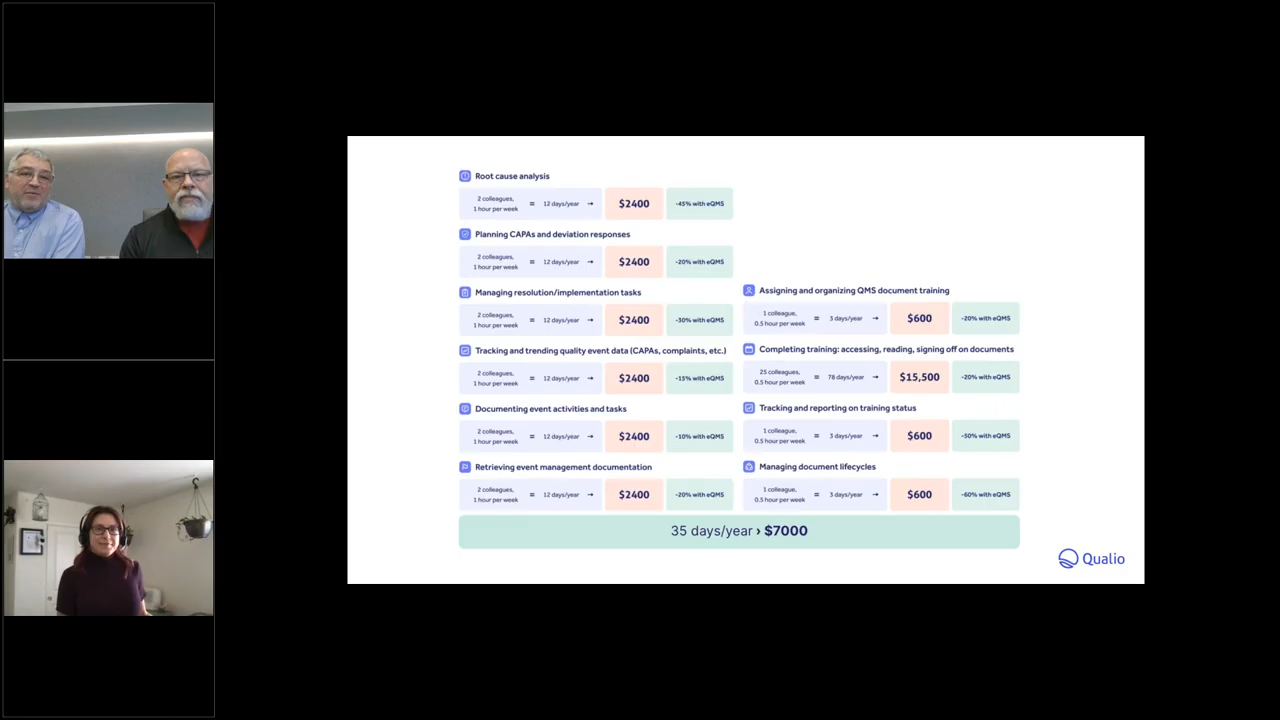 Root cause analysis
2 colleagues,
1 hour per week
=
12 days/year
→
$2400
-45% with eQMS
Planning CAPAs and deviation responses
2 colleagues,
1 hour per week
=
12 days/year
→
$2400
-20% with eQMS
Managing resolution/implementation tasks
2 colleagues,
1 hour per week
=
12 days/year
→
$2400
-30% with eQMS
Tracking and trending quality event data (CAPAs, complaints, etc.)
2 colleagues,
1 hour per week
=
12 days/year
→
$2400
-15% with eQMS
Documenting event activities and tasks
2 colleagues,
1 hour per week
=
12 days/year
→
$2400
-10% with eQMS
Retrieving event management documentation
2 colleagues,
1 hour per week
=
12 days/year
→
$2400
-20% with eQMS
Assigning and organizing QMS document training
1 colleague,
0.5 hour per week
=
3 days/year
→
$600
-20% with eQMS
Completing training: accessing, reading, signing off on documents
25 colleagues,
0.5 hour per week
=
78 days/year
→
$15,500
-20% with eQMS
Tracking and reporting on training status
1 colleague,
0.5 hour per week
=
3 days/year
→
$600
-50% with eQMS
Managing document lifecycles
1 colleague,
0.5 hour per week
=
3 days/year
→
$600
-60% with eQMS
35 days/year › $7000
Qualio